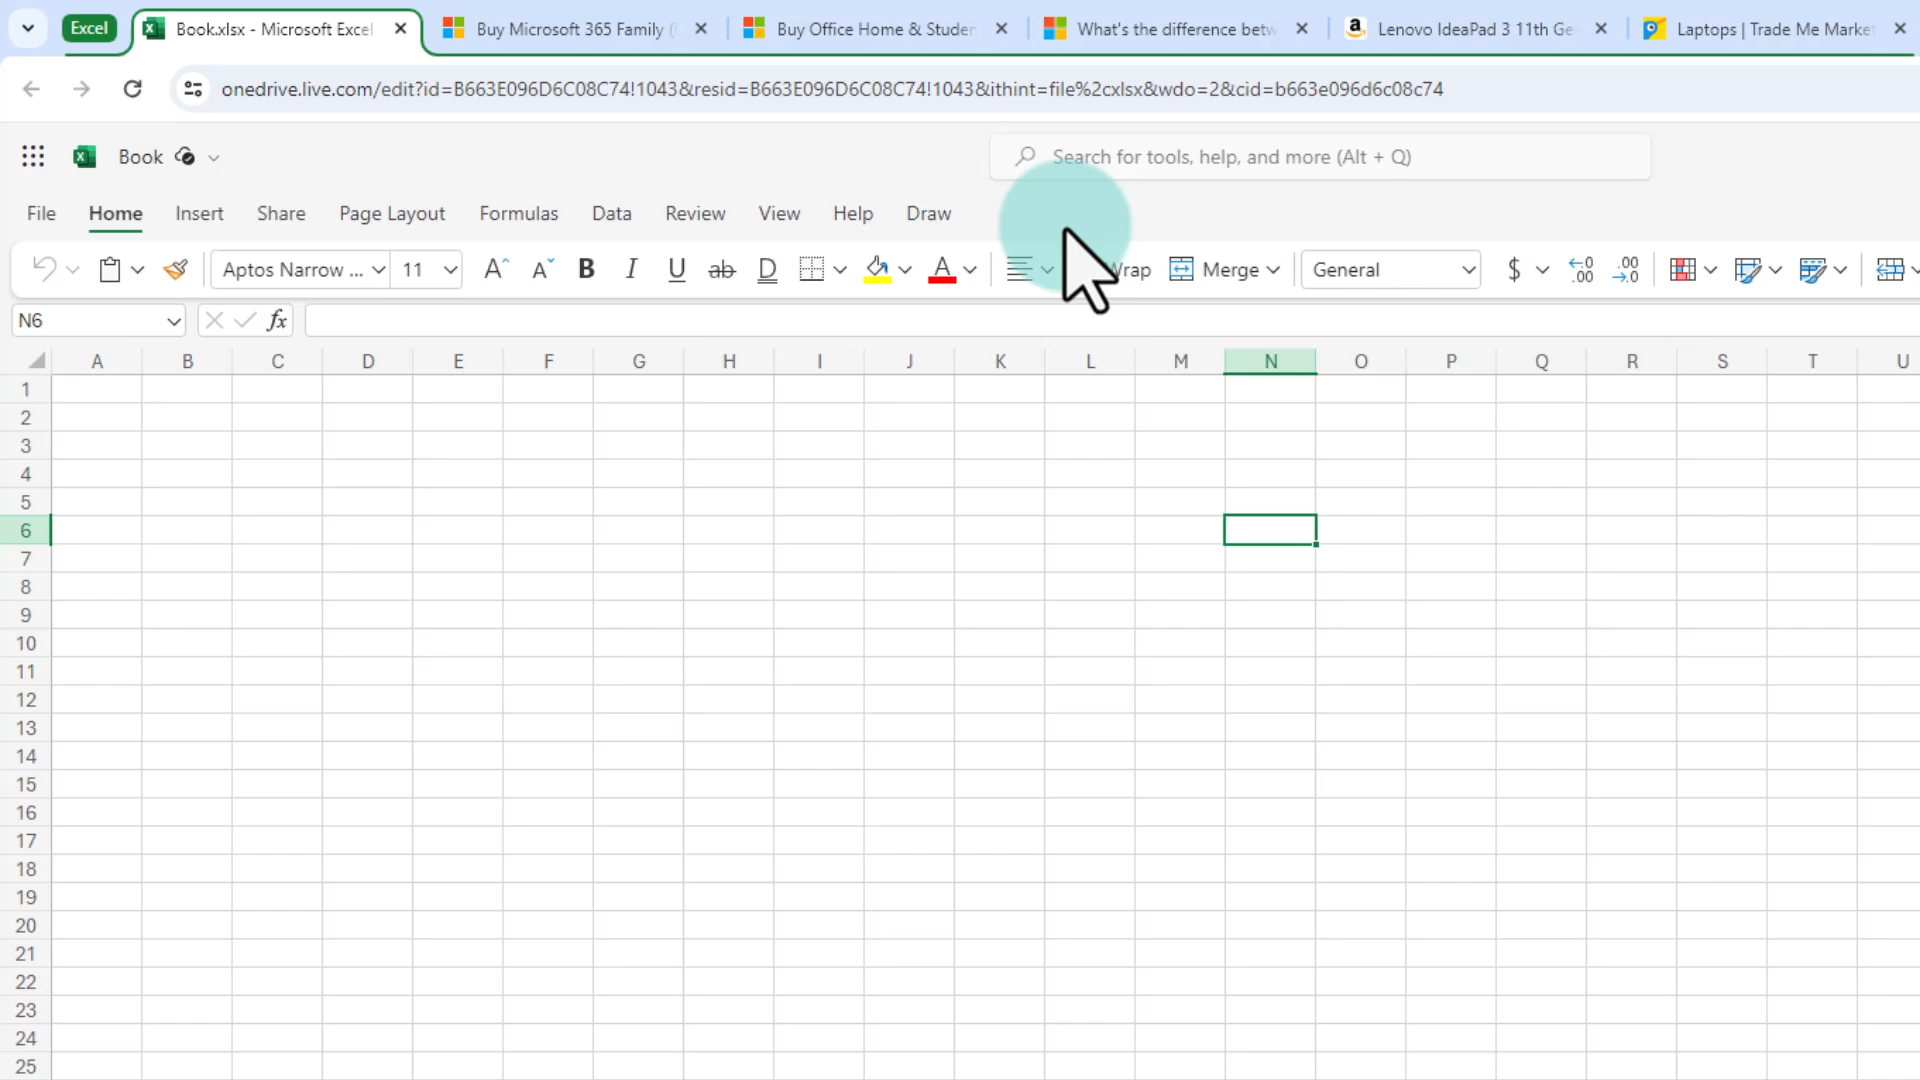 Excel
Book.xlsx - Microsoft Excel
Buy Microsoft 365 Family (
Buy Office Home & Studen
What's the difference betw
Lenovo IdeaPad 3 11th Ge
Laptops | Trade Me Market
onedrive.live.com/edit?id=B663E096D6C08C74!1043&resid=B663E096D6C08C74!1043&ithint=file%2cxlsx&wdo=2&cid=b663e096d6c08c74
Book
Search for tools, help, and more (Alt + Q)
File Home Insert Share Page Layout Formulas Data Review View Help Draw
Aptos Narrow ... 11 A A B I U ab D A Wrap Merge General $ .00 .00
N6 fx
A B C D E F G H I J K L M N O P Q R S T U
1
2
3
4
5
6
7
8
9
10
11
12
13
14
15
16
17
18
19
20
21
22
23
24
25